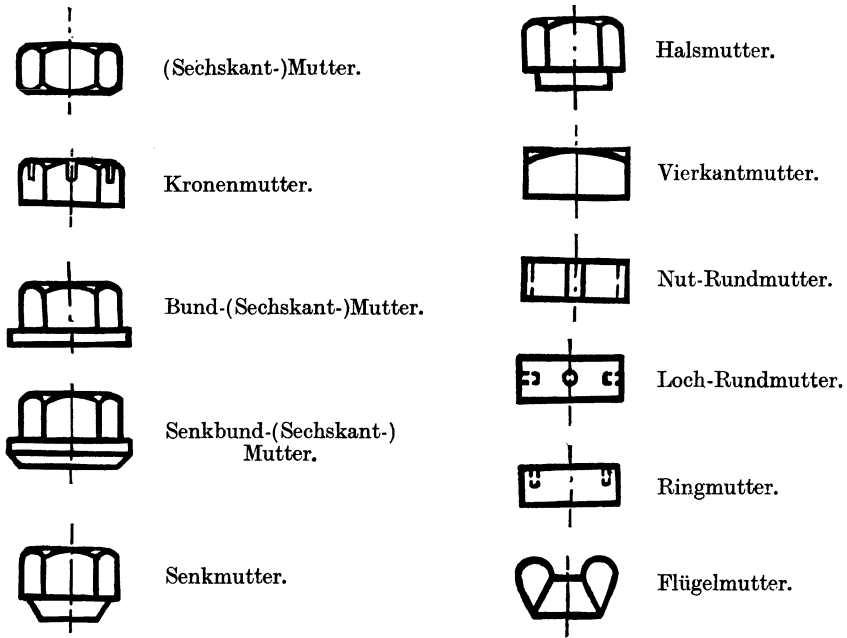 (Sechskant-)Mutter.
Kronenmutter.
Bund-(Sechskant-)Mutter.
Senkbund-(Sechskant-)
Mutter.
Senkmutter.
Halsmutter.
Vierkantmutter.
Nut-Rundmutter.
Loch-Rundmutter.
Ringmutter.
Flügelmutter.